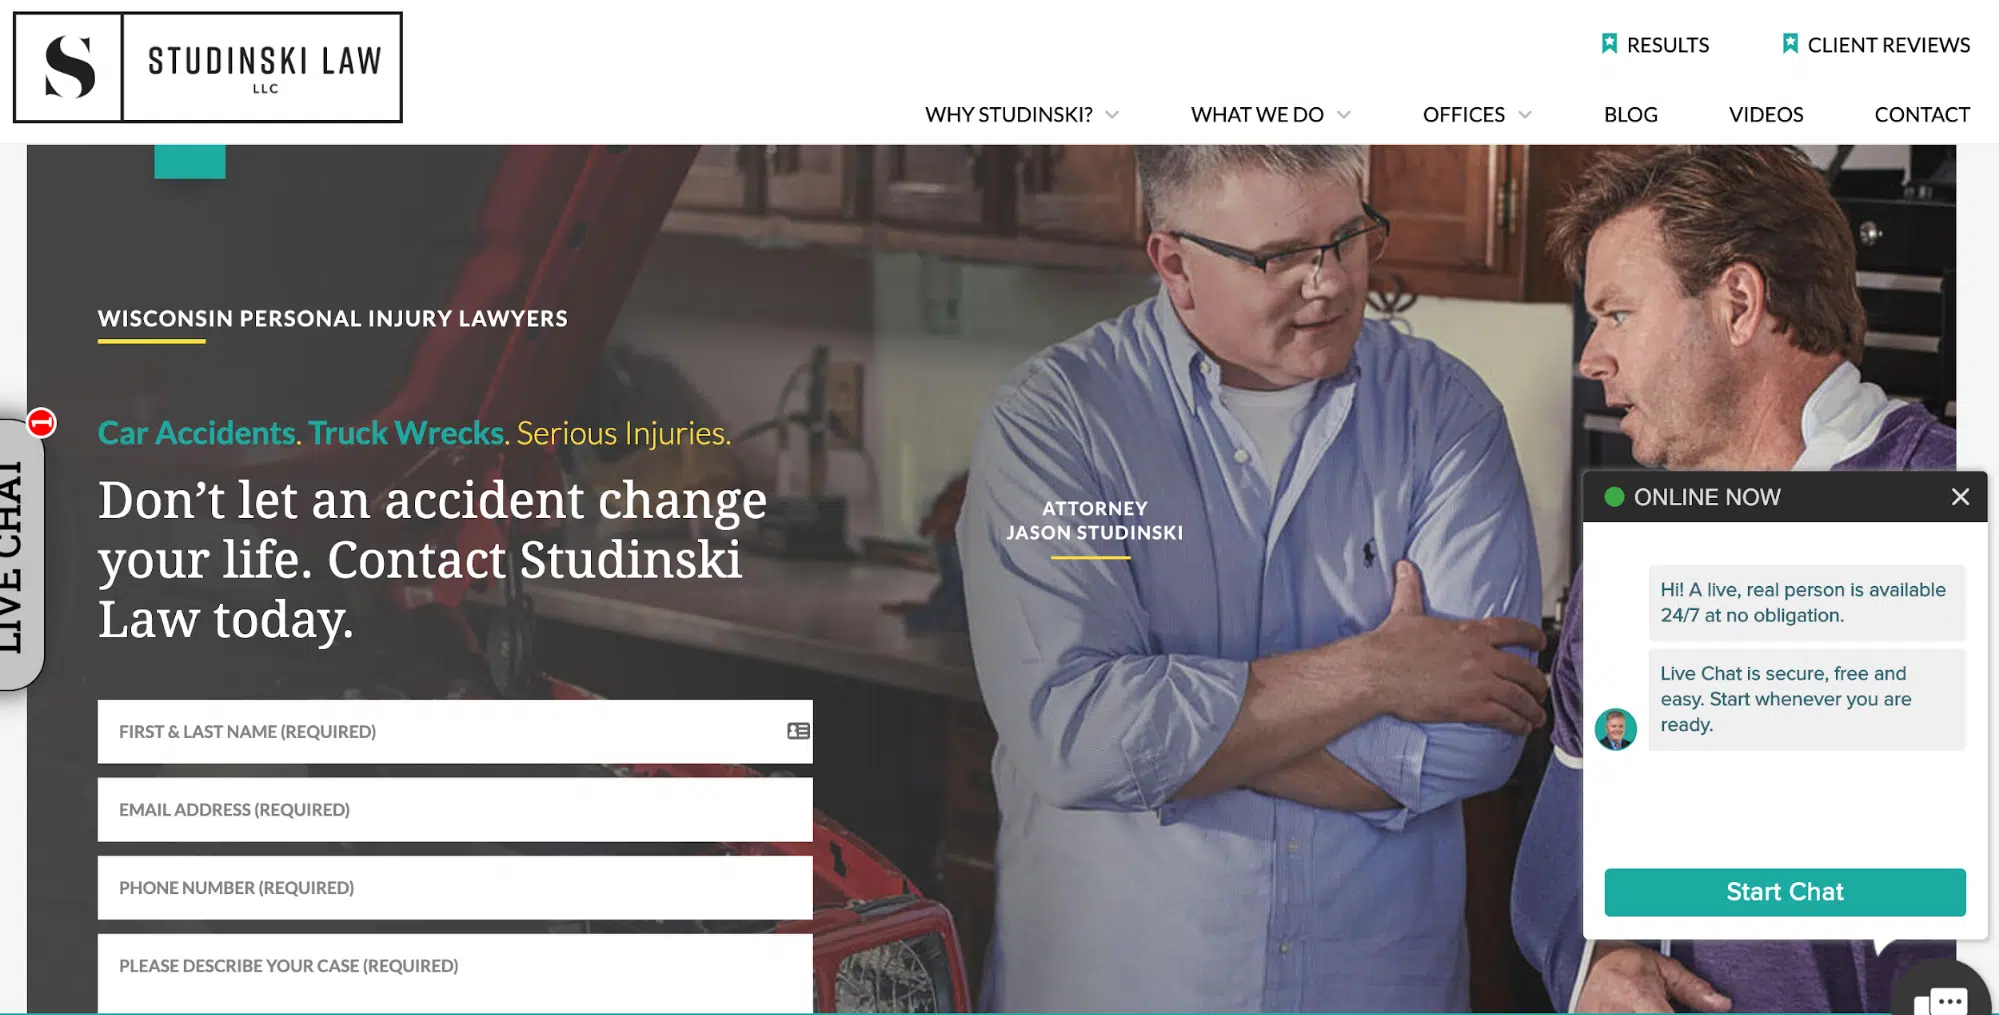 S
STUDINSKI LAW
LLC
RESULTS
CLIENT REVIEWS
WHY STUDINSKI?
WHAT WE DO
OFFICES
BLOG
VIDEOS
CONTACT
WISCONSIN PERSONAL INJURY LAWYERS
Car Accidents. Truck Wrecks. Serious Injuries.
Don’t let an accident change
your life. Contact Studinski
Law today.
FIRST & LAST NAME (REQUIRED)
EMAIL ADDRESS (REQUIRED)
PHONE NUMBER (REQUIRED)
PLEASE DESCRIBE YOUR CASE (REQUIRED)
LIVE CHAT
1
ATTORNEY
JASON STUDINSKI
ONLINE NOW
Hi! A live, real person is available
24/7 at no obligation.
Live Chat is secure, free and
easy. Start whenever you are
ready.
Start Chat